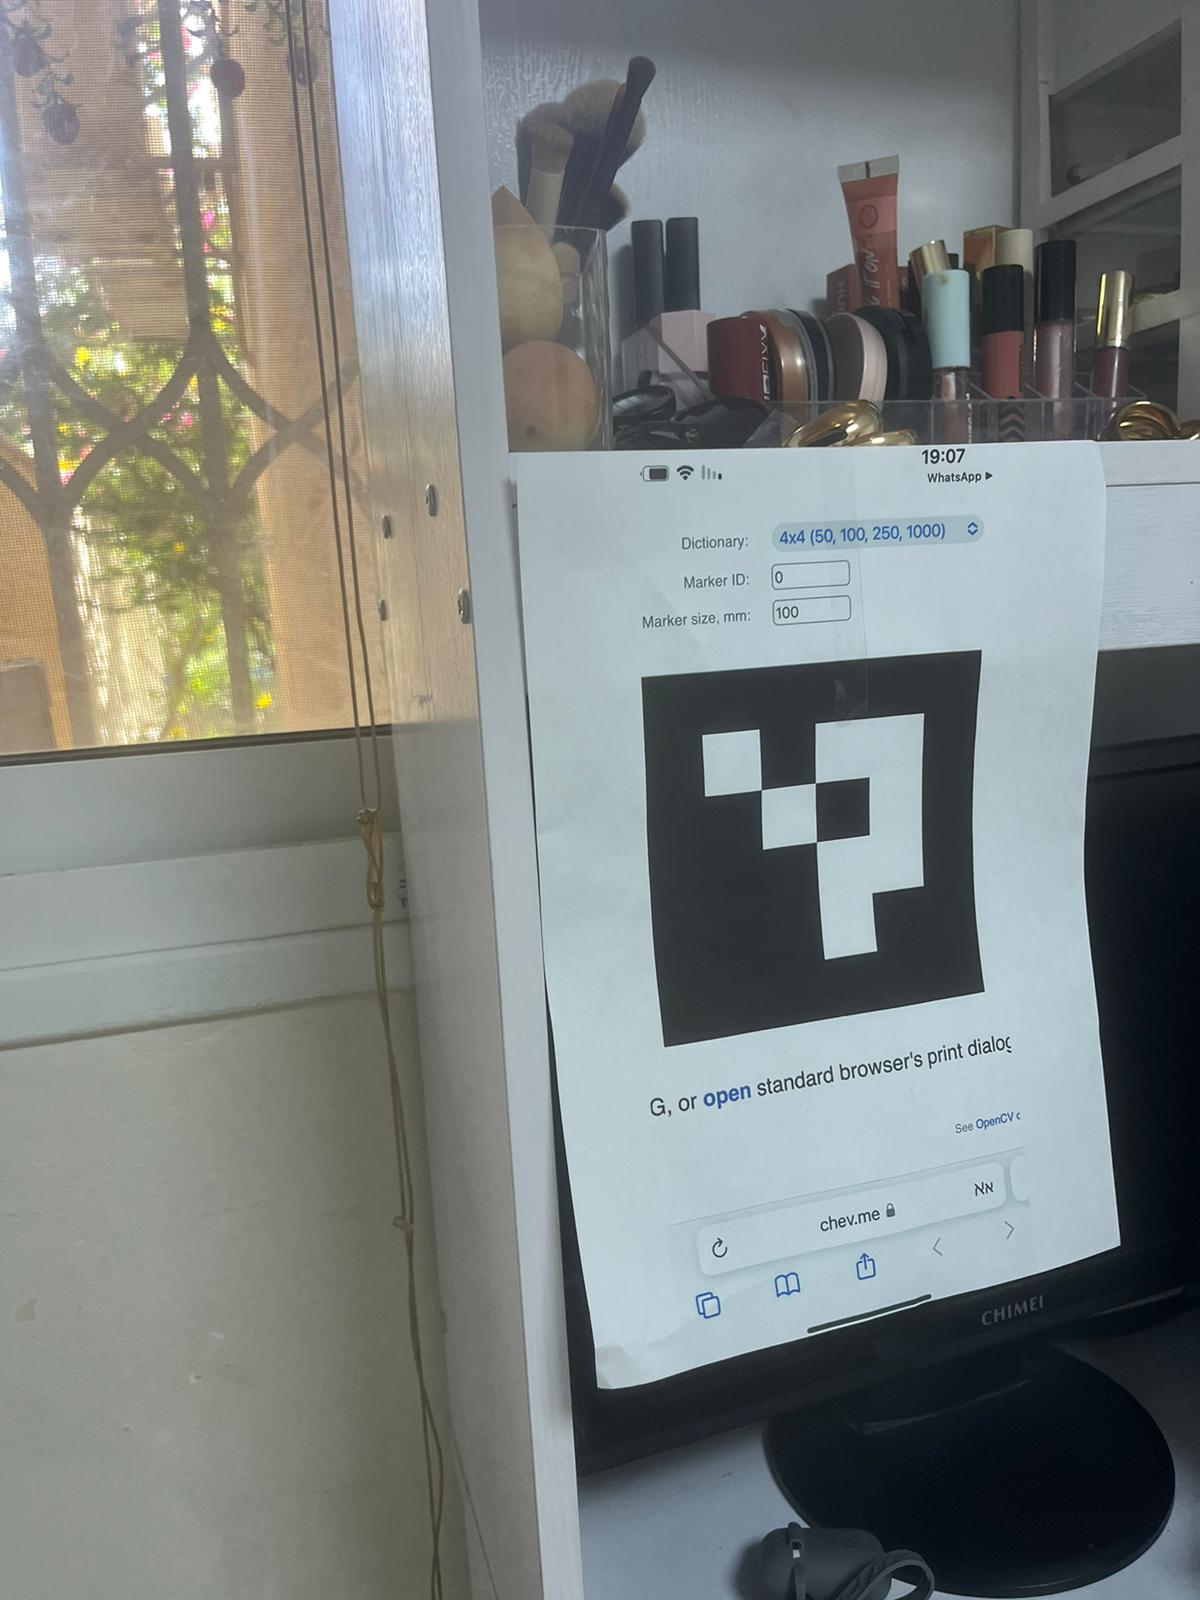 19:07
WhatsApp ▶
Dictionary: 4x4 (50, 100, 250, 1000)
Marker ID: 0
Marker size, mm: 100
G, or open standard browser's print dialog
See OpenCV
אא
chev.me
CHIMEI